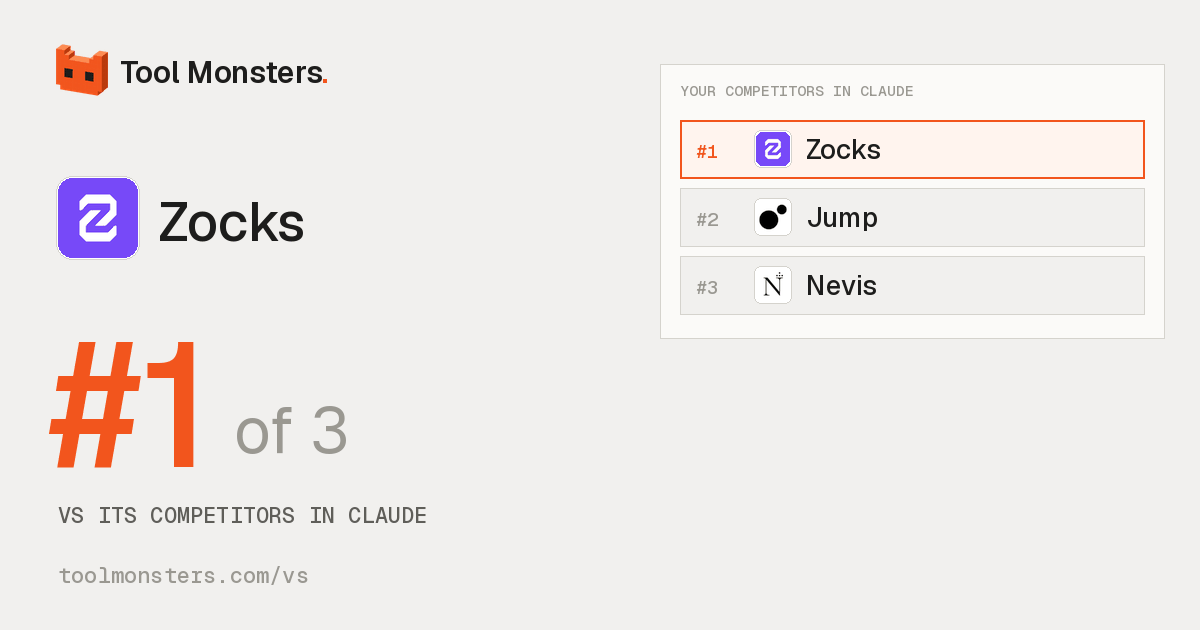 Tool Monsters.
Zocks
#1 of 3
VS ITS COMPETITORS IN CLAUDE
toolmonsters.com/vs
YOUR COMPETITORS IN CLAUDE
#1 Zocks
#2 Jump
#3 Nevis